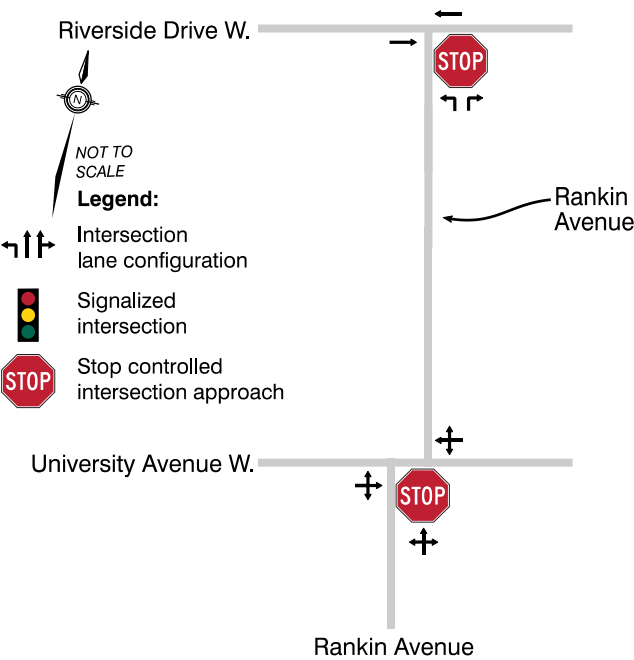 Riverside Drive W.
STOP
N
NOT TO
SCALE
Legend:
Rankin
Avenue
Intersection
lane configuration
Signalized
intersection
STOP
Stop controlled
intersection approach
University Avenue W.
STOP
Rankin Avenue